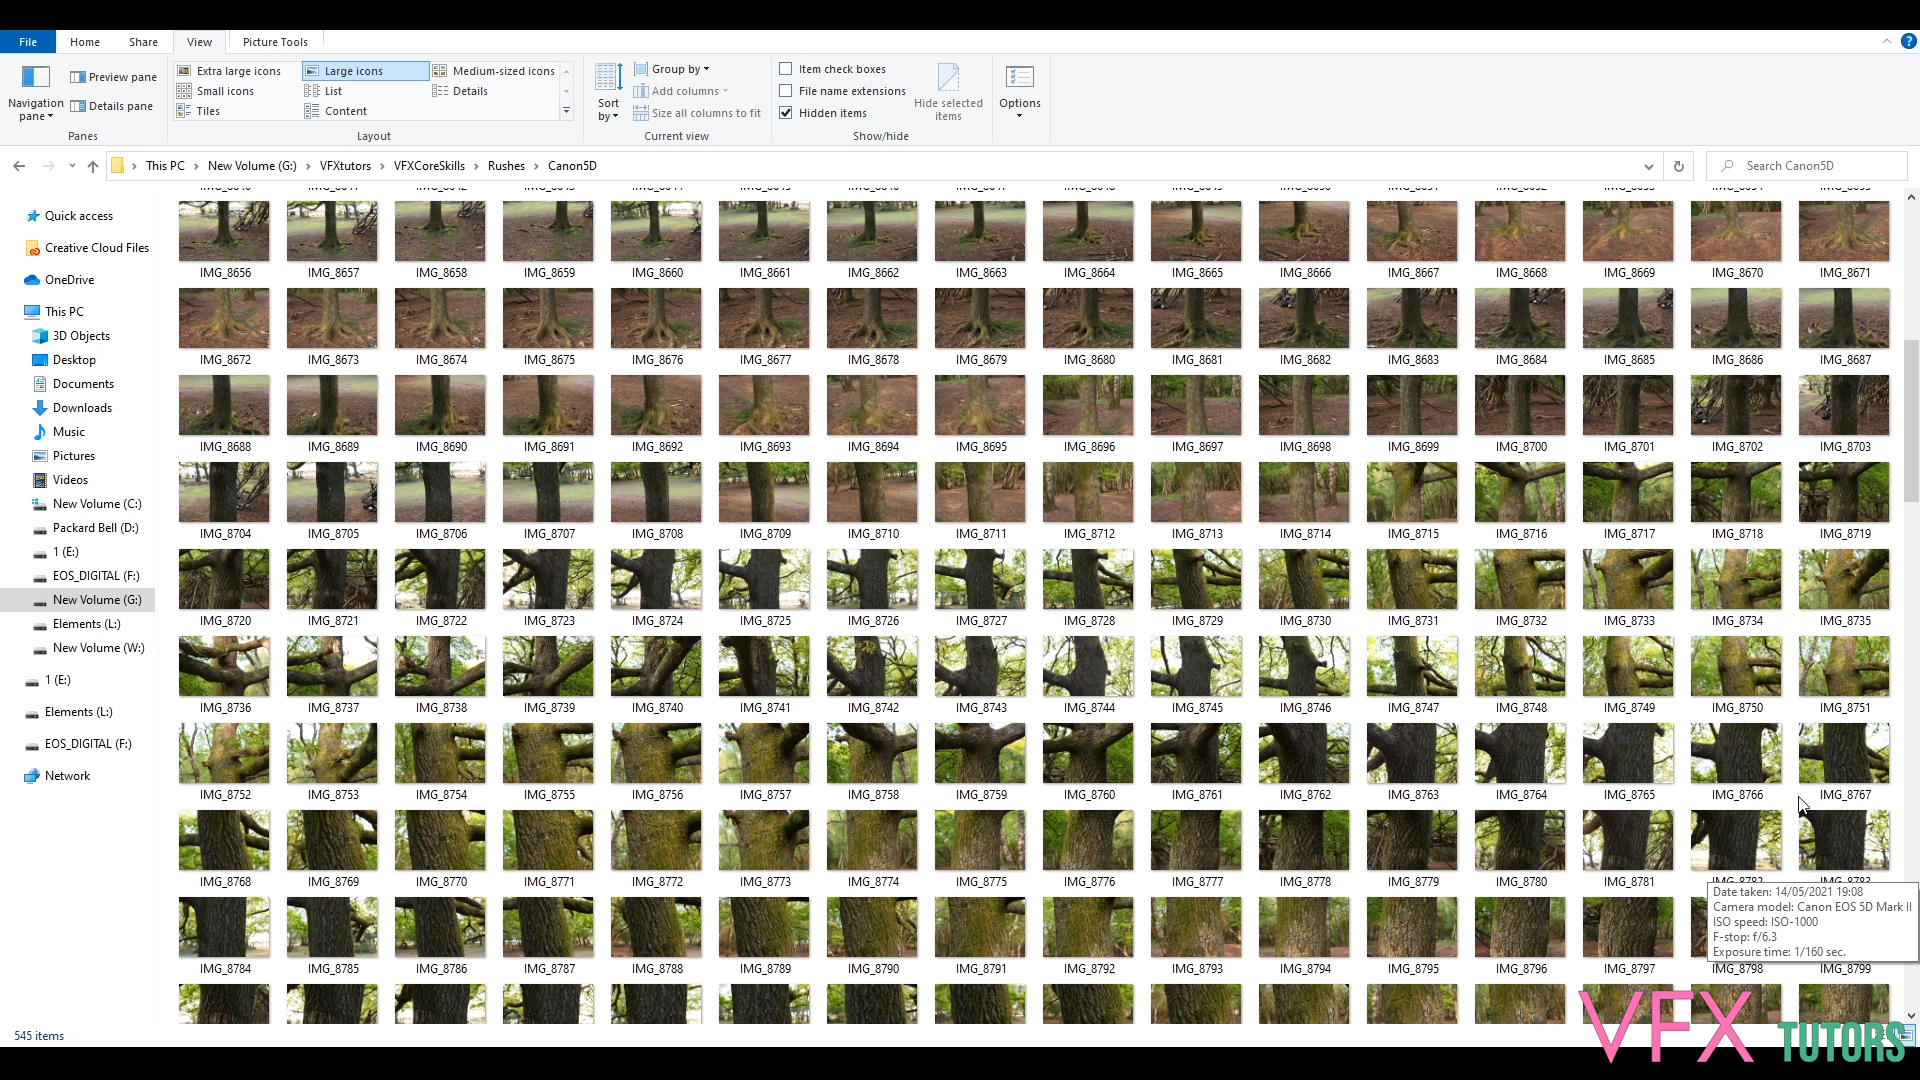 File Home Share View Picture Tools
Preview pane
Navigation pane
Details pane
Panes
Extra large icons Large icons Medium-sized icons
Small icons List Details
Tiles Content
Layout
Sort by
Group by
Add columns
Size all columns to fit
Current view
Item check boxes
File name extensions
Hidden items
Hide selected items
Show/hide
Options
This PC New Volume (G:) VFXtutors VFXCoreSkills Rushes Canon5D
Search Canon5D
Quick access
Creative Cloud Files
OneDrive
This PC
3D Objects
Desktop
Documents
Downloads
Music
Pictures
Videos
New Volume (C:)
Packard Bell (D:)
1 (E:)
EOS_DIGITAL (F:)
New Volume (G:)
Elements (L:)
New Volume (W:)
1 (E:)
Elements (L:)
EOS_DIGITAL (F:)
Network
IMG_8656 IMG_8657 IMG_8658 IMG_8659 IMG_8660 IMG_8661 IMG_8662 IMG_8663 IMG_8664 IMG_8665 IMG_8666 IMG_8667 IMG_8668 IMG_8669 IMG_8670 IMG_8671
IMG_8672 IMG_8673 IMG_8674 IMG_8675 IMG_8676 IMG_8677 IMG_8678 IMG_8679 IMG_8680 IMG_8681 IMG_8682 IMG_8683 IMG_8684 IMG_8685 IMG_8686 IMG_8687
IMG_8688 IMG_8689 IMG_8690 IMG_8691 IMG_8692 IMG_8693 IMG_8694 IMG_8695 IMG_8696 IMG_8697 IMG_8698 IMG_8699 IMG_8700 IMG_8701 IMG_8702 IMG_8703
IMG_8704 IMG_8705 IMG_8706 IMG_8707 IMG_8708 IMG_8709 IMG_8710 IMG_8711 IMG_8712 IMG_8713 IMG_8714 IMG_8715 IMG_8716 IMG_8717 IMG_8718 IMG_8719
IMG_8720 IMG_8721 IMG_8722 IMG_8723 IMG_8724 IMG_8725 IMG_8726 IMG_8727 IMG_8728 IMG_8729 IMG_8730 IMG_8731 IMG_8732 IMG_8733 IMG_8734 IMG_8735
IMG_8736 IMG_8737 IMG_8738 IMG_8739 IMG_8740 IMG_8741 IMG_8742 IMG_8743 IMG_8744 IMG_8745 IMG_8746 IMG_8747 IMG_8748 IMG_8749 IMG_8750 IMG_8751
IMG_8752 IMG_8753 IMG_8754 IMG_8755 IMG_8756 IMG_8757 IMG_8758 IMG_8759 IMG_8760 IMG_8761 IMG_8762 IMG_8763 IMG_8764 IMG_8765 IMG_8766 IMG_8767
IMG_8768 IMG_8769 IMG_8770 IMG_8771 IMG_8772 IMG_8773 IMG_8774 IMG_8775 IMG_8776 IMG_8777 IMG_8778 IMG_8779 IMG_8780 IMG_8781
Date taken: 14/05/2021 19:08
Camera model: Canon EOS 5D Mark II
ISO speed: ISO-1000
F-stop: f/6.3
Exposure time: 1/160 sec.
IMG_8784 IMG_8785 IMG_8786 IMG_8787 IMG_8788 IMG_8789 IMG_8790 IMG_8791 IMG_8792 IMG_8793 IMG_8794 IMG_8795 IMG_8796 IMG_8797 IMG_8798 IMG_8799
545 items
VFX TUTORS